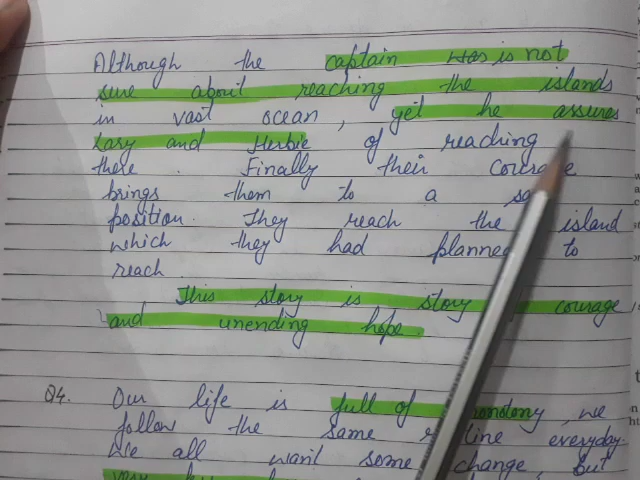 Although the captain is not
sure about reaching the islands
in vast ocean, yet he assures
Lary and Herbie of reaching
there. Finally their courage
brings them to a
position. They reach the island
which they had planned to
reach.
This story is story courage
and unending hope
Q4. Our life is full of monotony, we
follow the same everyday.
We all want some change, but
very